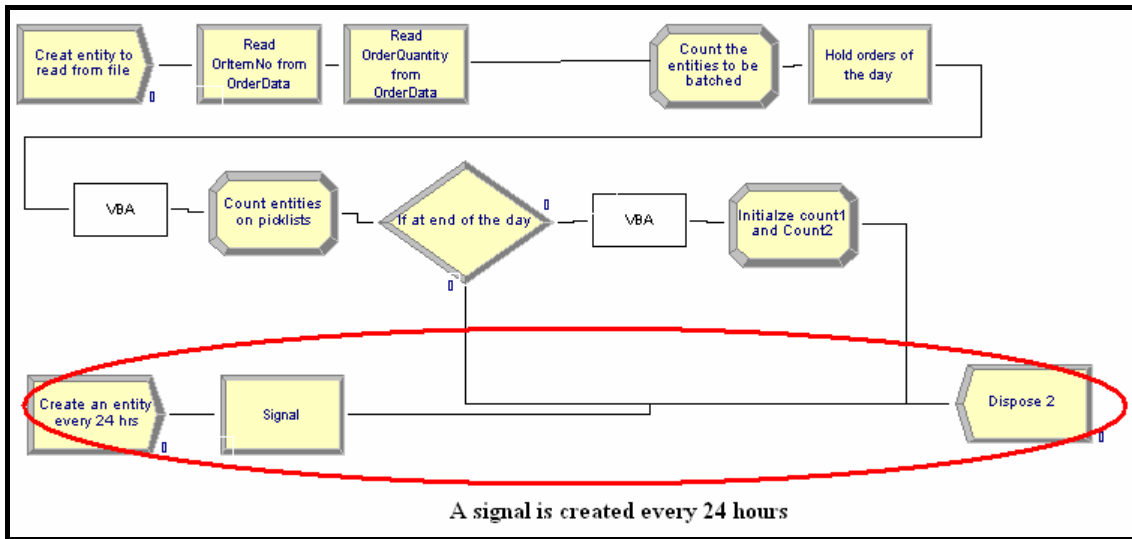 Creat entity to
read from file
Read
OrItemNo from
OrderData
Read
OrderQuantity
from
OrderData
Count the
entities to be
batched
Hold orders of
the day
VBA
Count entities
on picklists
If at end of the day
VBA
Initialze count1
and Count2
Create an entity
every 24 hrs
Signal
Dispose 2
A signal is created every 24 hours